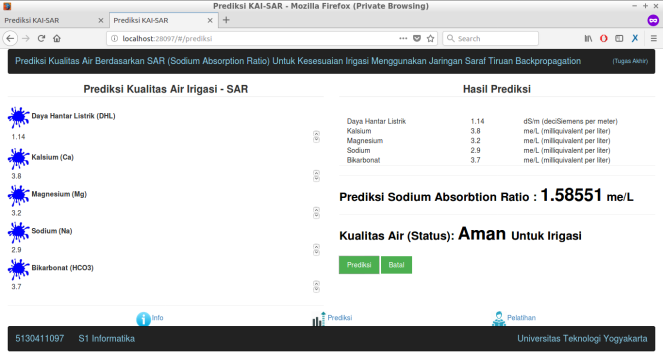 Prediksi KAI-SAR - Mozilla Firefox (Private Browsing)
Prediksi KAI-SAR
Prediksi KAI-SAR
localhost:28097/#/prediksi
Search
Prediksi Kualitas Air Berdasarkan SAR (Sodium Absorption Ratio) Untuk Kesesuaian Irigasi Menggunakan Jaringan Saraf Tiruan Backpropagation
(Tugas Akhir)
Prediksi Kualitas Air Irigasi - SAR
Daya Hantar Listrik (DHL)
1.14
Kalsium (Ca)
3.8
Magnesium (Mg)
3.2
Sodium (Na)
2.9
Bikarbonat (HCO3)
3.7
Hasil Prediksi
Daya Hantar Listrik 1.14 dS/m (deciSiemens per meter)
Kalsium 3.8 me/L (milliquivalent per liter)
Magnesium 3.2 me/L (milliquivalent per liter)
Sodium 2.9 me/L (milliquivalent per liter)
Bikarbonat 3.7 me/L (milliquivalent per liter)
Prediksi Sodium Absorbtion Ratio : 1.58551 me/L
Kualitas Air (Status): Aman Untuk Irigasi
Prediksi Batal
Info Prediksi Pelatihan
5130411097 S1 Informatika Universitas Teknologi Yogyakarta